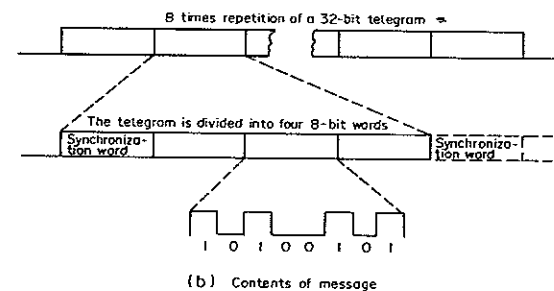 8 times repetition of a 32-bit telegram =
The telegram is divided into four 8-bit words
Synchroniza-
tion word
Synchroniza-
tion word
1 0 1 0 0 1 0 1
(b) Contents of message